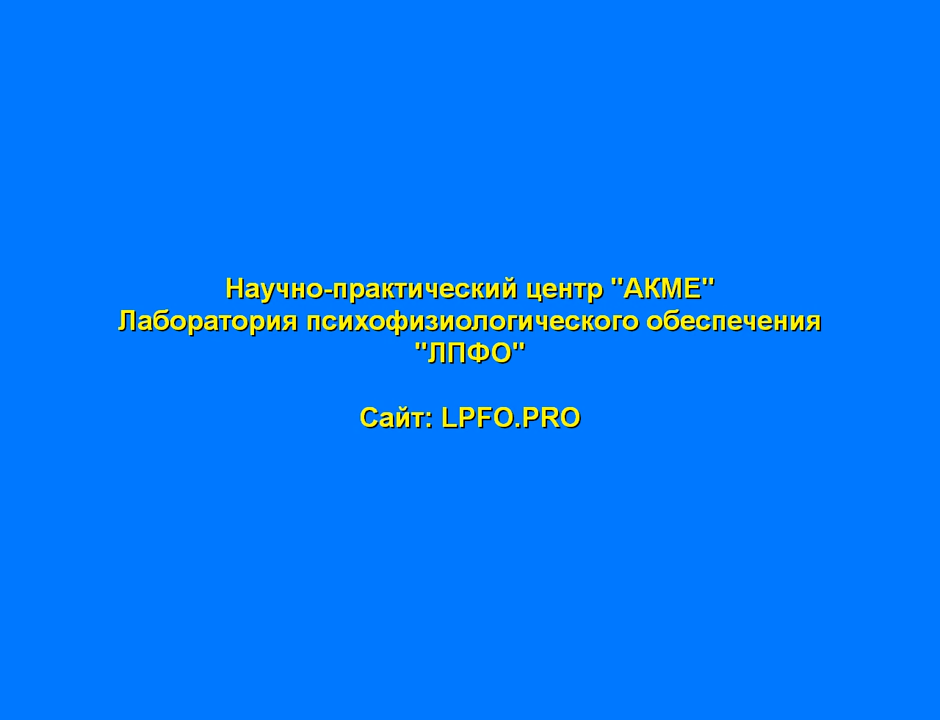 Научно-практический центр "АКМЕ"
Лаборатория психофизиологического обеспечения
"ЛПФО"
Сайт: LPFO.PRO